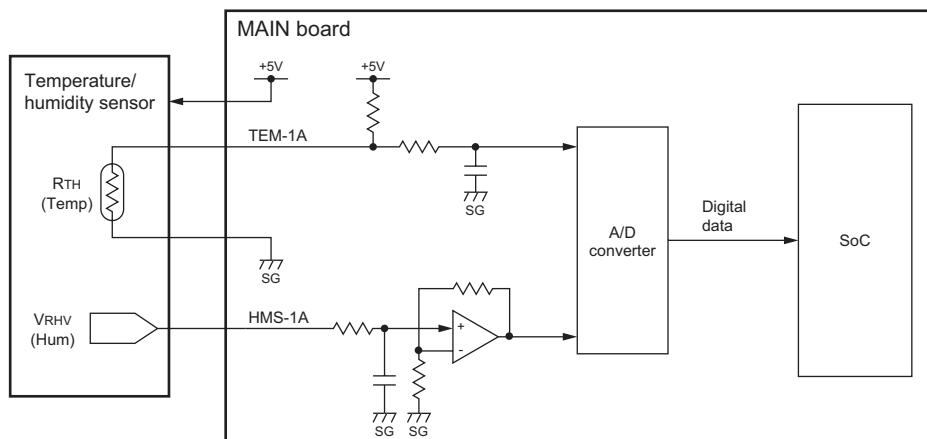 MAIN board
Temperature/
humidity sensor
+5V
+5V
TEM-1A
RTH
(Temp)
SG
SG
A/D
converter
Digital
data
SoC
VRHV
(Hum)
HMS-1A
+
-
SG
SG